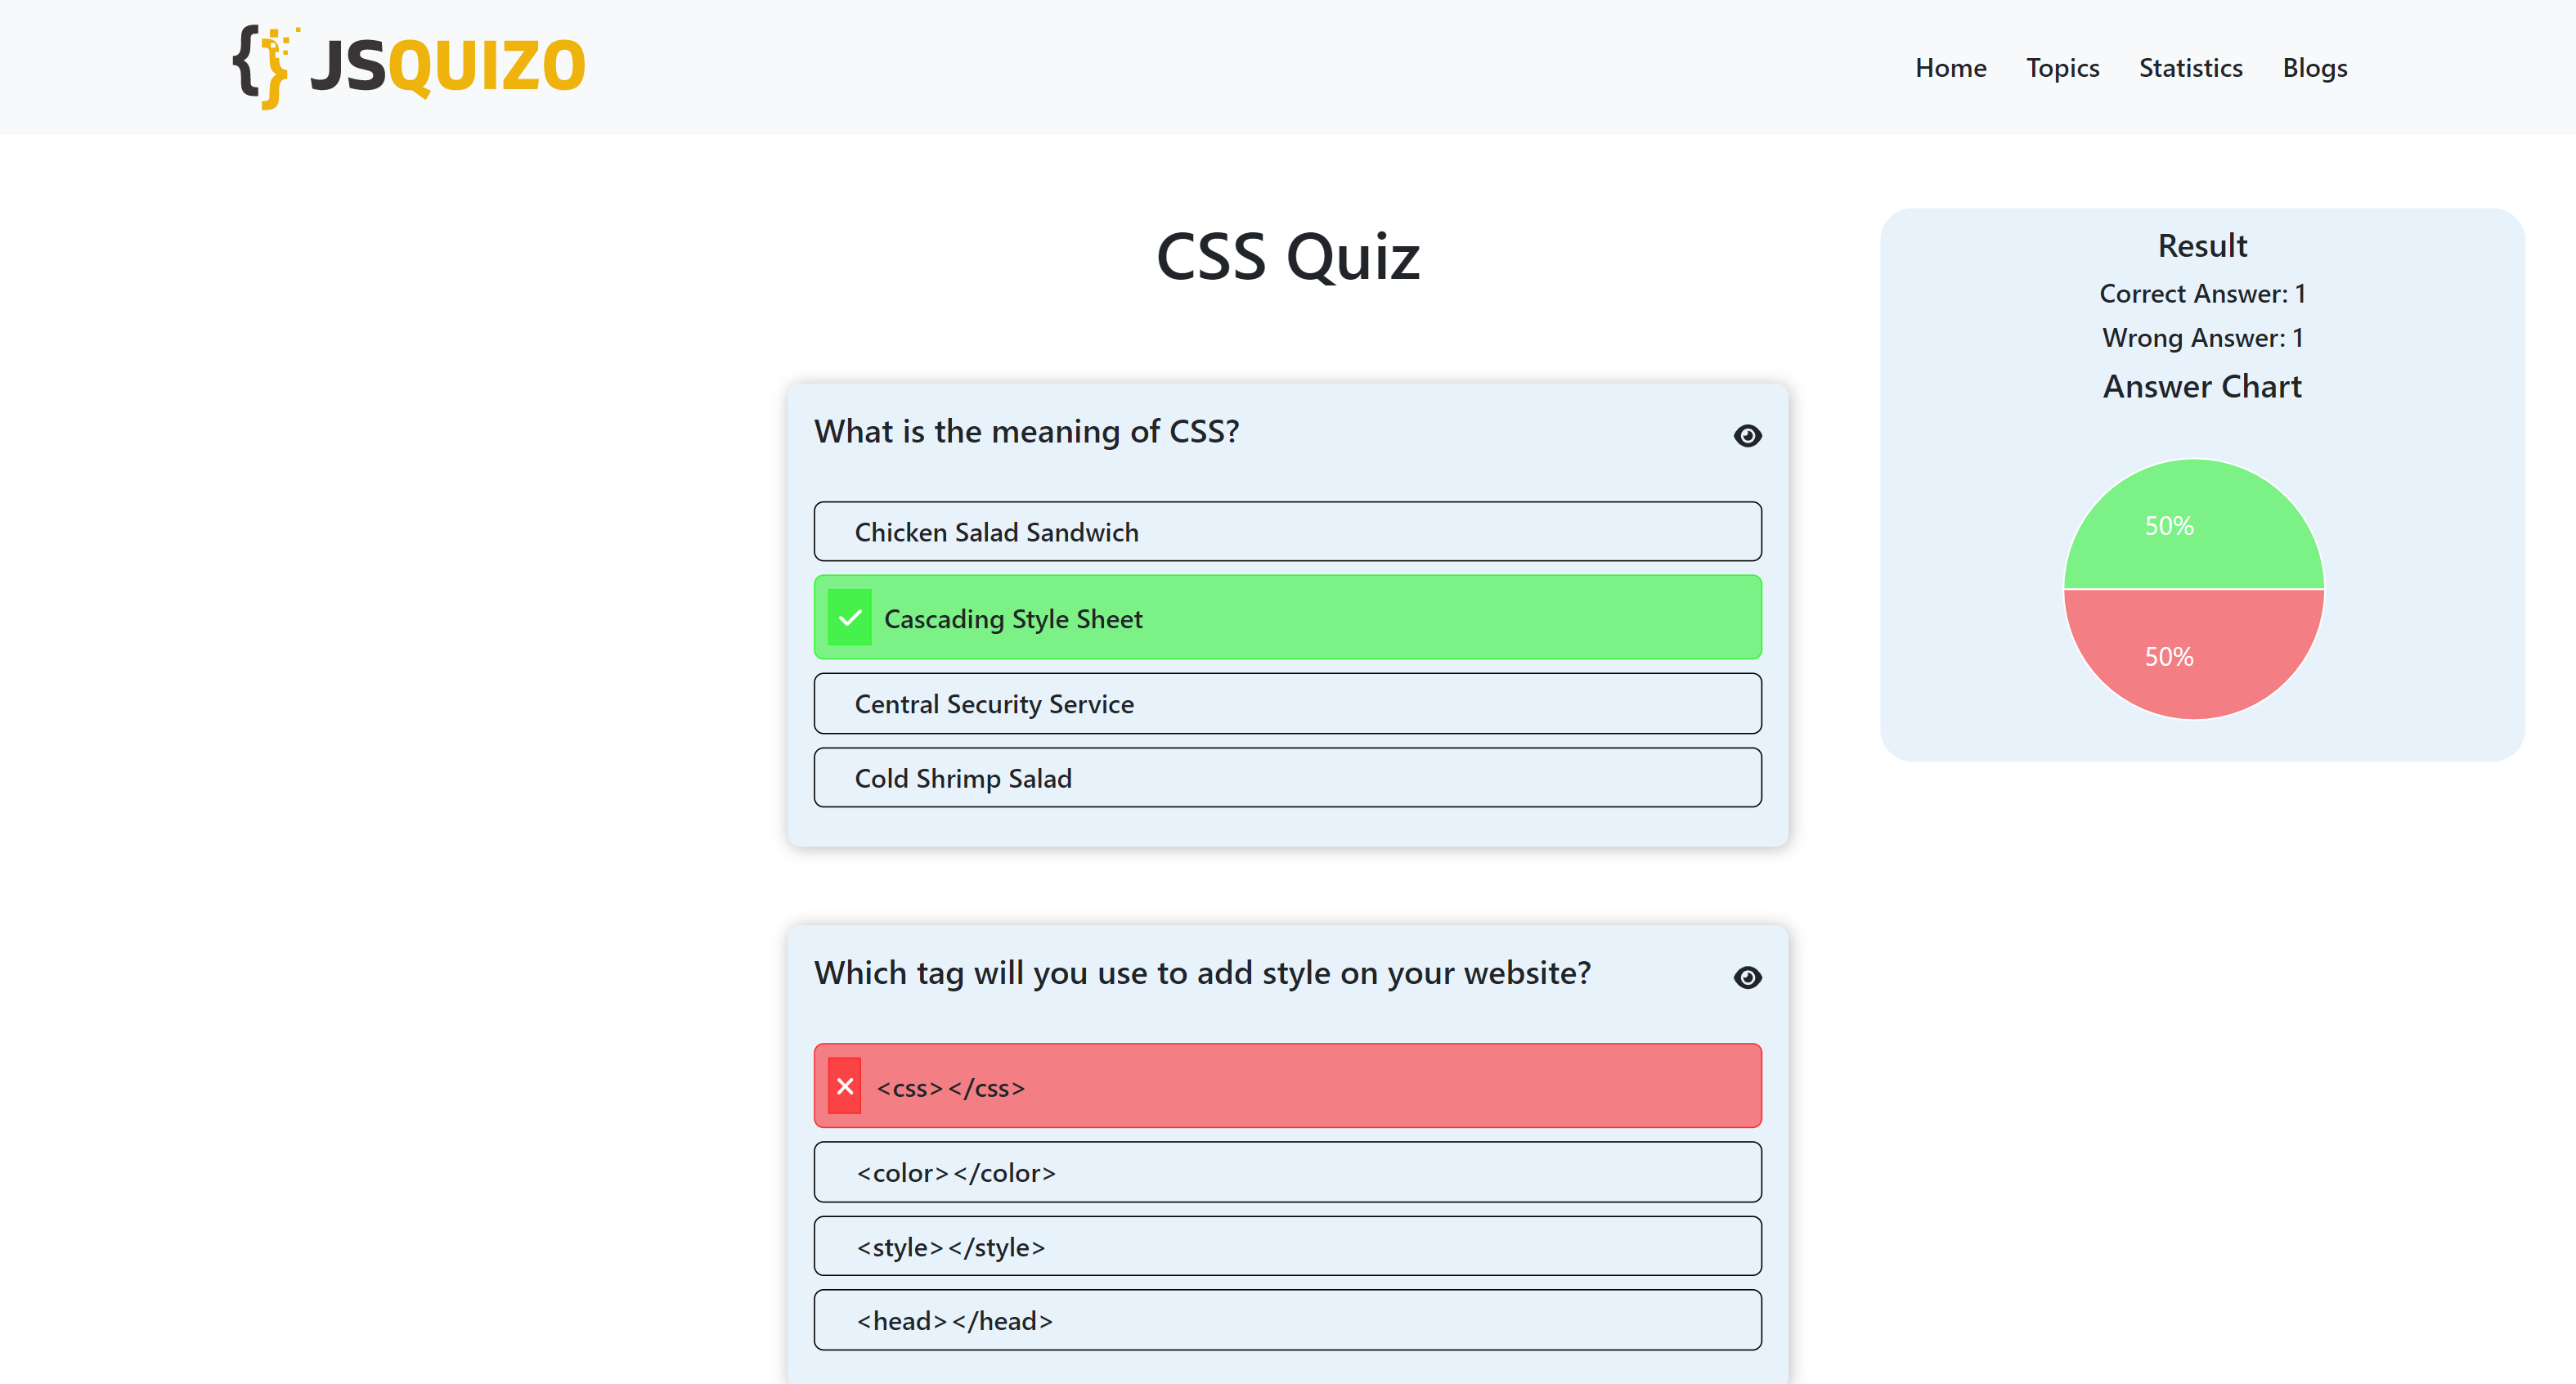 JSQUIZO
Home Topics Statistics Blogs
CSS Quiz
What is the meaning of CSS?
Chicken Salad Sandwich
Cascading Style Sheet
Central Security Service
Cold Shrimp Salad
Which tag will you use to add style on your website?
<css></css>
<color></color>
<style></style>
<head></head>
Result
Correct Answer: 1
Wrong Answer: 1
Answer Chart
50%
50%